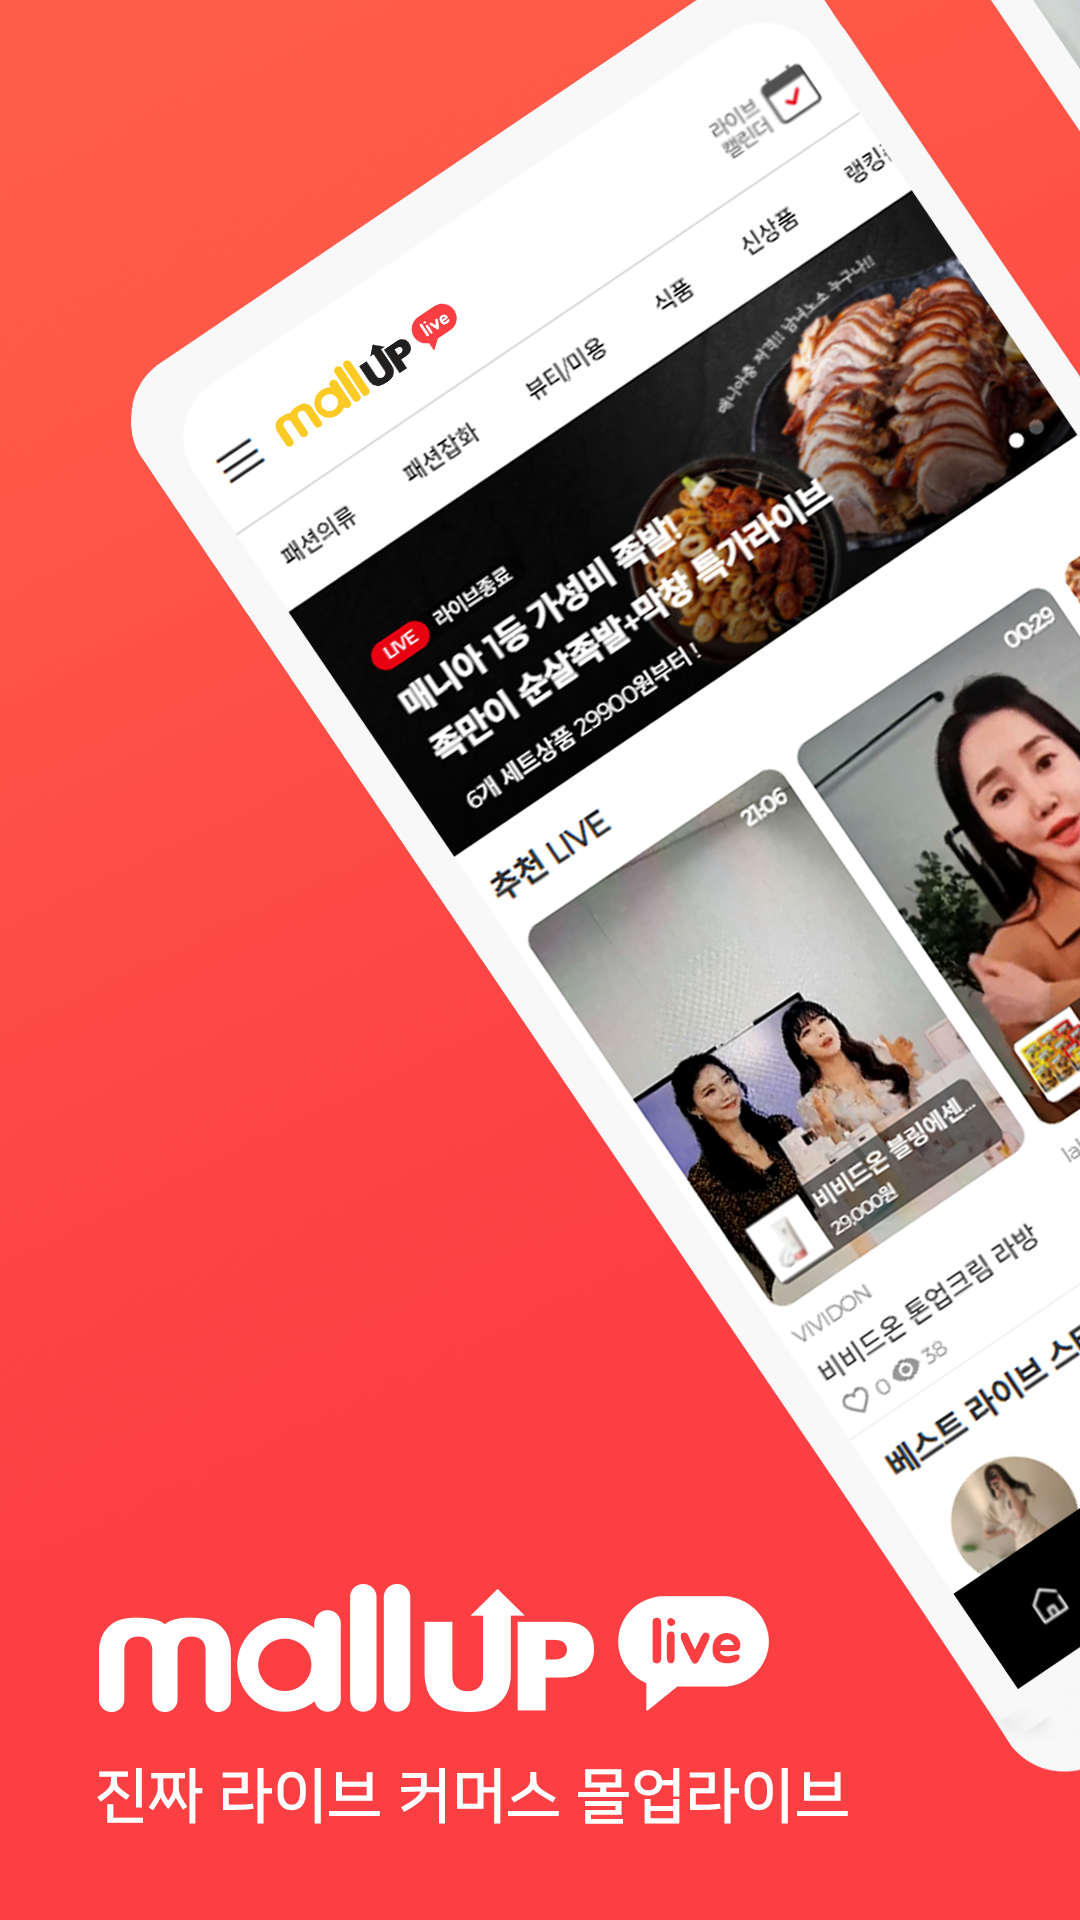 라이브
캘린더
mallUP live
패션의류
패션잡화
뷰티/미용
식품
신상품
랭킹
매니아층 저격!! 남녀노소 누구나!!
LIVE 라이브종료
매니아 1등 가성비 족발!
족만이 순살족발+막창 특가라이브
6개 세트상품 29900원부터 !
추천 LIVE
21:06
00:29
비비드온 블링에센...
29,000원
VIVIDON
비비드온 톤업크림 라방
0 38
베스트 라이브
mallUP live
진짜 라이브 커머스 몰업라이브